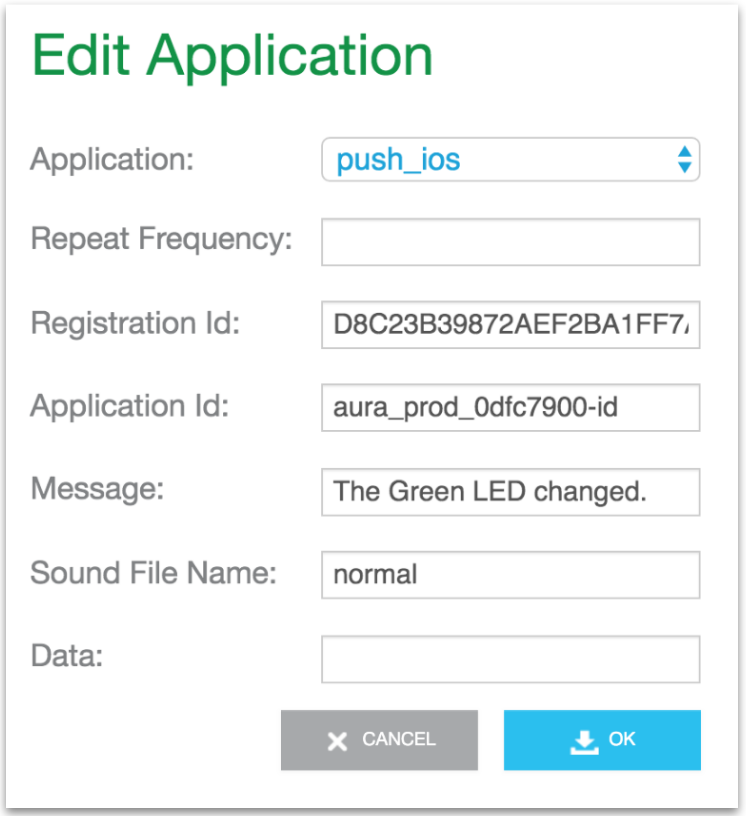 Edit Application
Application: push_ios
Repeat Frequency:
Registration Id: D8C23B39872AEF2BA1FF7
Application Id: aura_prod_0dfc7900-id
Message: The Green LED changed.
Sound File Name: normal
Data:
CANCEL OK